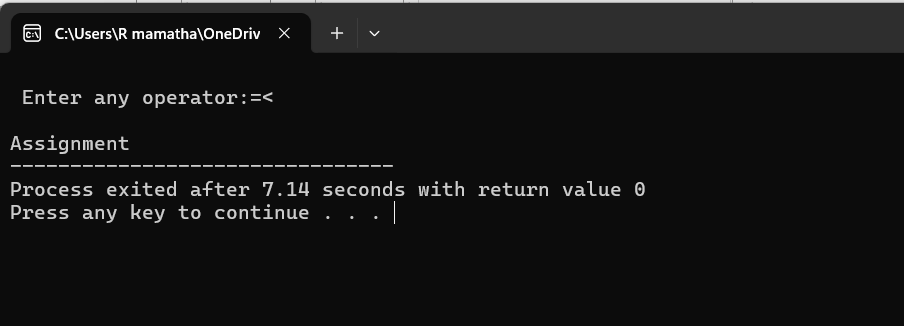 C:\Users\R mamatha\OneDriv
Enter any operator:=<
Assignment
--------------------------------
Process exited after 7.14 seconds with return value 0
Press any key to continue . . .